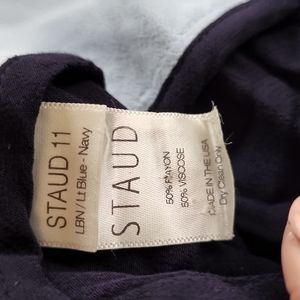 STAUD 11
LBN / Lt Blue - Navy
STAUD
50% RAYON
50% VISCOSE
MADE IN THE USA
Dry Clean Only